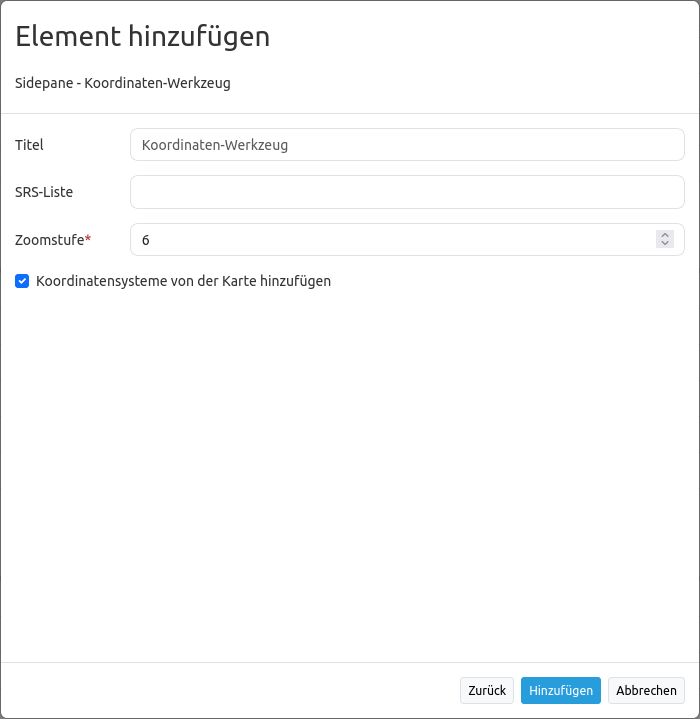 Element hinzufügen
Sidepane - Koordinaten-Werkzeug
Titel
Koordinaten-Werkzeug
SRS-Liste
Zoomstufe*
6
Koordinatensysteme von der Karte hinzufügen
Zurück
Hinzufügen
Abbrechen